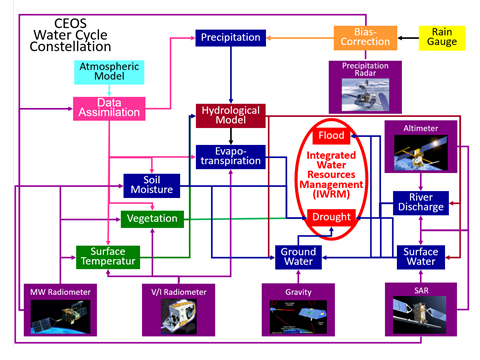 CEOS
Water Cycle
Constellation
Precipitation
Bias-
Correction
Rain
Gauge
Atmospheric
Model
Precipitation
Radar
Data
Assimilation
Hydrological
Model
Flood
Altimeter
Evapo-
transpiration
Integrated
Water
Resources
Management
(IWRM)
Soil
Moisture
River
Discharge
Vegetation
Drought
Surface
Temperatur
Ground
Water
Surface
Water
MW Radiometer
V/I Radiometer
Gravity
SAR